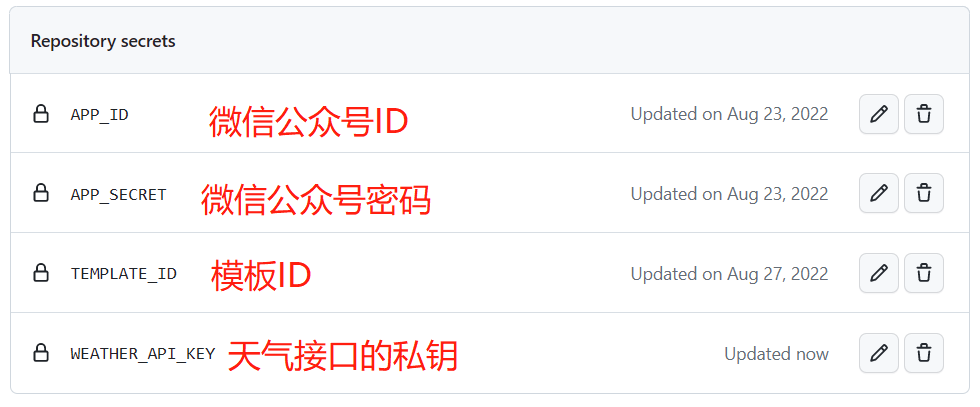 Repository secrets
APP_ID 微信公众号ID Updated on Aug 23, 2022
APP_SECRET 微信公众号密码 Updated on Aug 23, 2022
TEMPLATE_ID 模板ID Updated on Aug 27, 2022
WEATHER_API_KEY 天气接口的私钥 Updated now